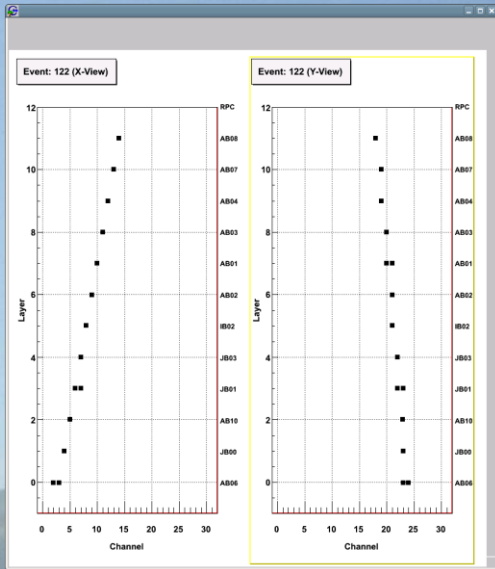 Event: 122 (X-View)
RPC
12
AB08
10
AB07
AB04
8
AB03
AB01
6
AB02
IB02
4
JB03
JB01
2
AB10
JB00
0
AB06
Layer
0 5 10 15 20 25 30
Channel
Event: 122 (Y-View)
RPC
12
AB08
10
AB07
AB04
8
AB03
AB01
6
AB02
IB02
4
JB03
JB01
2
AB10
JB00
0
AB06
Layer
0 5 10 15 20 25 30
Channel